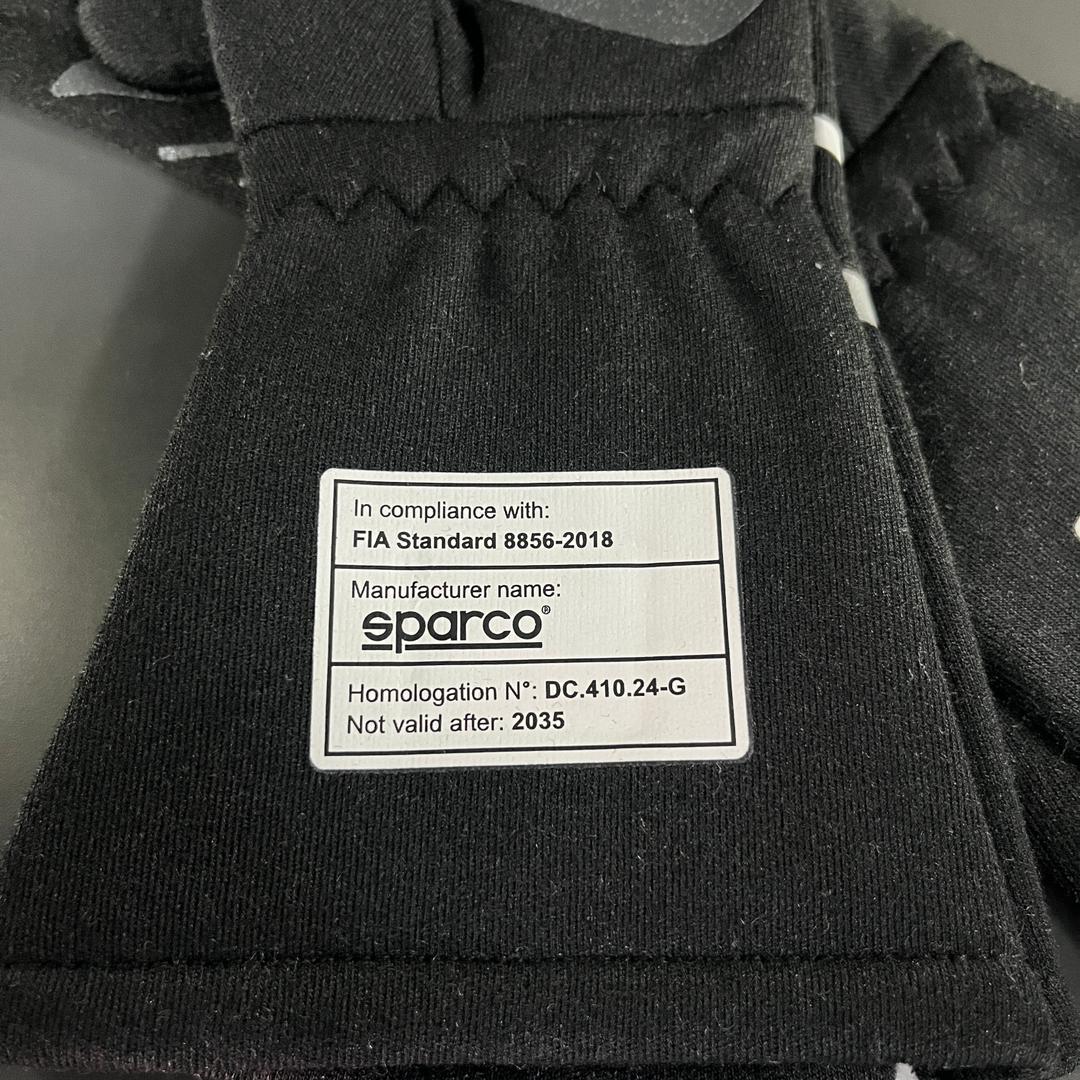 In compliance with:
FIA Standard 8856-2018
Manufacturer name:
sparco®
Homologation N°: DC.410.24-G
Not valid after: 2035